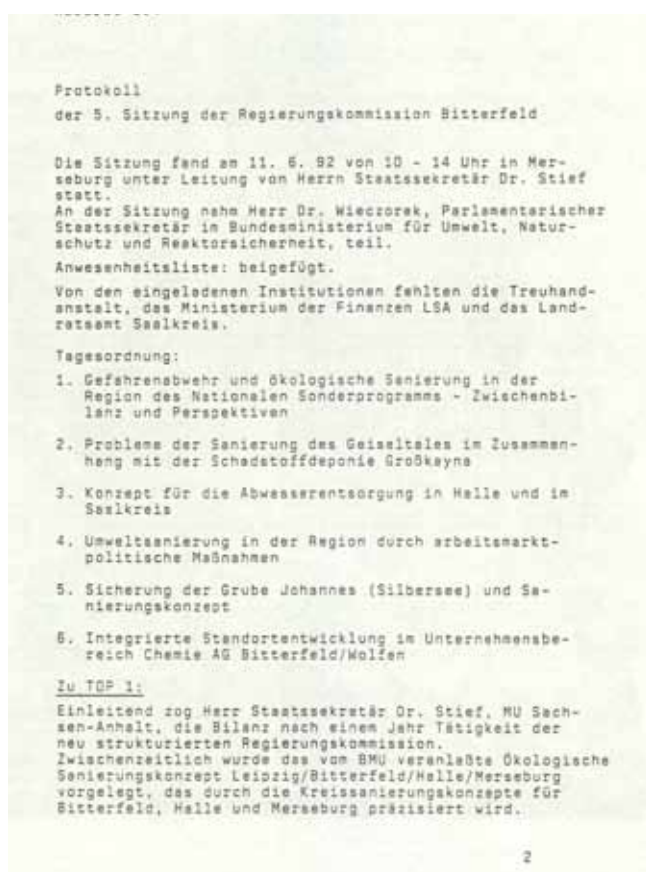 Protokoll
der 5. Sitzung der Regierungskommission Bitterfeld
Die Sitzung fand am 11. 6. 92 von 10 - 14 Uhr in Mer-
seburg unter Leitung von Herrn Staatssekretär Dr. Stief
statt.
An der Sitzung nahm Herr Dr. Wieczorek, Parlamentarischer
Staatssekretär im Bundesministerium für Umwelt, Natur-
schutz und Reaktorsicherheit, teil.
Anwesenheitsliste: beigefügt.
Von den eingeladenen Institutionen fehlten die Treuhand-
anstalt, das Ministerium der Finanzen LSA und das Land-
ratsamt Saalkreis.
Tagesordnung:
1. Gefahrenabwehr und ökologische Sanierung in der
Region des Nationalen Sonderprogramms - Zwischenbi-
lanz und Perspektiven
2. Probleme der Sanierung des Geiseltales im Zusammen-
hang mit der Schadstoffdeponie Großkayna
3. Konzept für die Abwasserentsorgung in Halle und im
Saalkreis
4. Umweltsanierung in der Region durch arbeitsmarkt-
politische Maßnahmen
5. Sicherung der Grube Johannes (Silbersee) und Sa-
nierungskonzept
6. Integrierte Standortentwicklung im Unternehmensbe-
reich Chemie AG Bitterfeld/Wolfen
Zu TOP 1:
Einleitend zog Herr Staatssekretär Dr. Stief, MU Sach-
sen-Anhalt, die Bilanz nach einem Jahr Tätigkeit der
neu strukturierten Regierungskommission.
Zwischenzeitlich wurde das vom BMU veranlaßte Ökologische
Sanierungskonzept Leipzig/Bitterfeld/Halle/Merseburg
vorgelegt, das durch die Kreissanierungskonzepte für
Bitterfeld, Halle und Merseburg präzisiert wird.
2